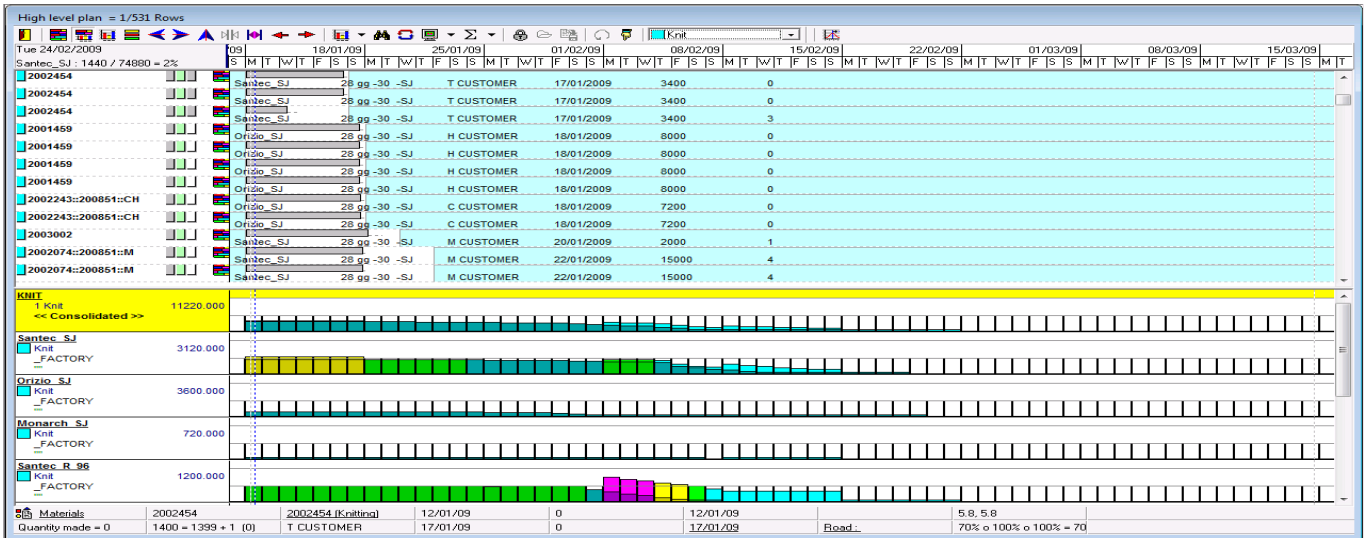 High level plan = 1/531 Rows
Knit
Tue 24/02/2009 09 18/01/09 25/01/09 01/02/09 08/02/09 15/02/09 22/02/09 01/03/09 08/03/09 15/03/09
Santec_SJ : 1440 / 74880 = 2% S M T W T F S S M T W T F S S M T W T F S S M T W T F S S M T W T F S S M T W T F S S M T W T F S S M T W T F S S M T W T F S S M T
2002454 Santec_SJ 28 gg -30 -SJ T CUSTOMER 17/01/2009 3400 0
2002454 Santec_SJ 28 gg -30 -SJ T CUSTOMER 17/01/2009 3400 0
2002454 Santec_SJ 28 gg -30 -SJ T CUSTOMER 17/01/2009 3400 3
2001459 Orizio_SJ 28 gg -30 -SJ H CUSTOMER 18/01/2009 8000 0
2001459 Orizio_SJ 28 gg -30 -SJ H CUSTOMER 18/01/2009 8000 0
2001459 Orizio_SJ 28 gg -30 -SJ H CUSTOMER 18/01/2009 8000 0
2001459 Orizio_SJ 28 gg -30 -SJ H CUSTOMER 18/01/2009 8000 0
2002243::200851::CH Orizio_SJ 28 gg -30 -SJ C CUSTOMER 18/01/2009 7200 0
2002243::200851::CH Orizio_SJ 28 gg -30 -SJ C CUSTOMER 18/01/2009 7200 0
2003002 Santec_SJ 28 gg -30 -SJ M CUSTOMER 20/01/2009 2000 1
2002074::200851::M Santec_SJ 28 gg -30 -SJ M CUSTOMER 22/01/2009 15000 4
2002074::200851::M Santec_SJ 28 gg -30 -SJ M CUSTOMER 22/01/2009 15000 4
KNIT
1 Knit 11220.000
<< Consolidated >>
Santec_SJ
Knit 3120.000
_FACTORY
Orizio_SJ
Knit 3600.000
_FACTORY
Monarch_SJ
Knit 720.000
_FACTORY
Santec_R_96
Knit 1200.000
_FACTORY
Materials 2002454 2002454 (Knitting) 12/01/09 0 12/01/09 5.8, 5.8
Quantity made = 0 1400 = 1399 + 1 (0) T CUSTOMER 17/01/09 0 17/01/09 Road : 70% o 100% o 100% = 70